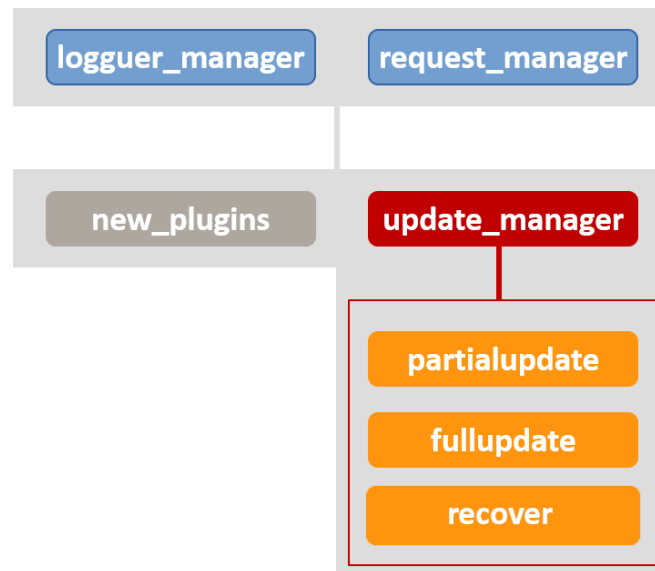 logguer_manager
request_manager
new_plugins
update_manager
partialupdate
fullupdate
recover